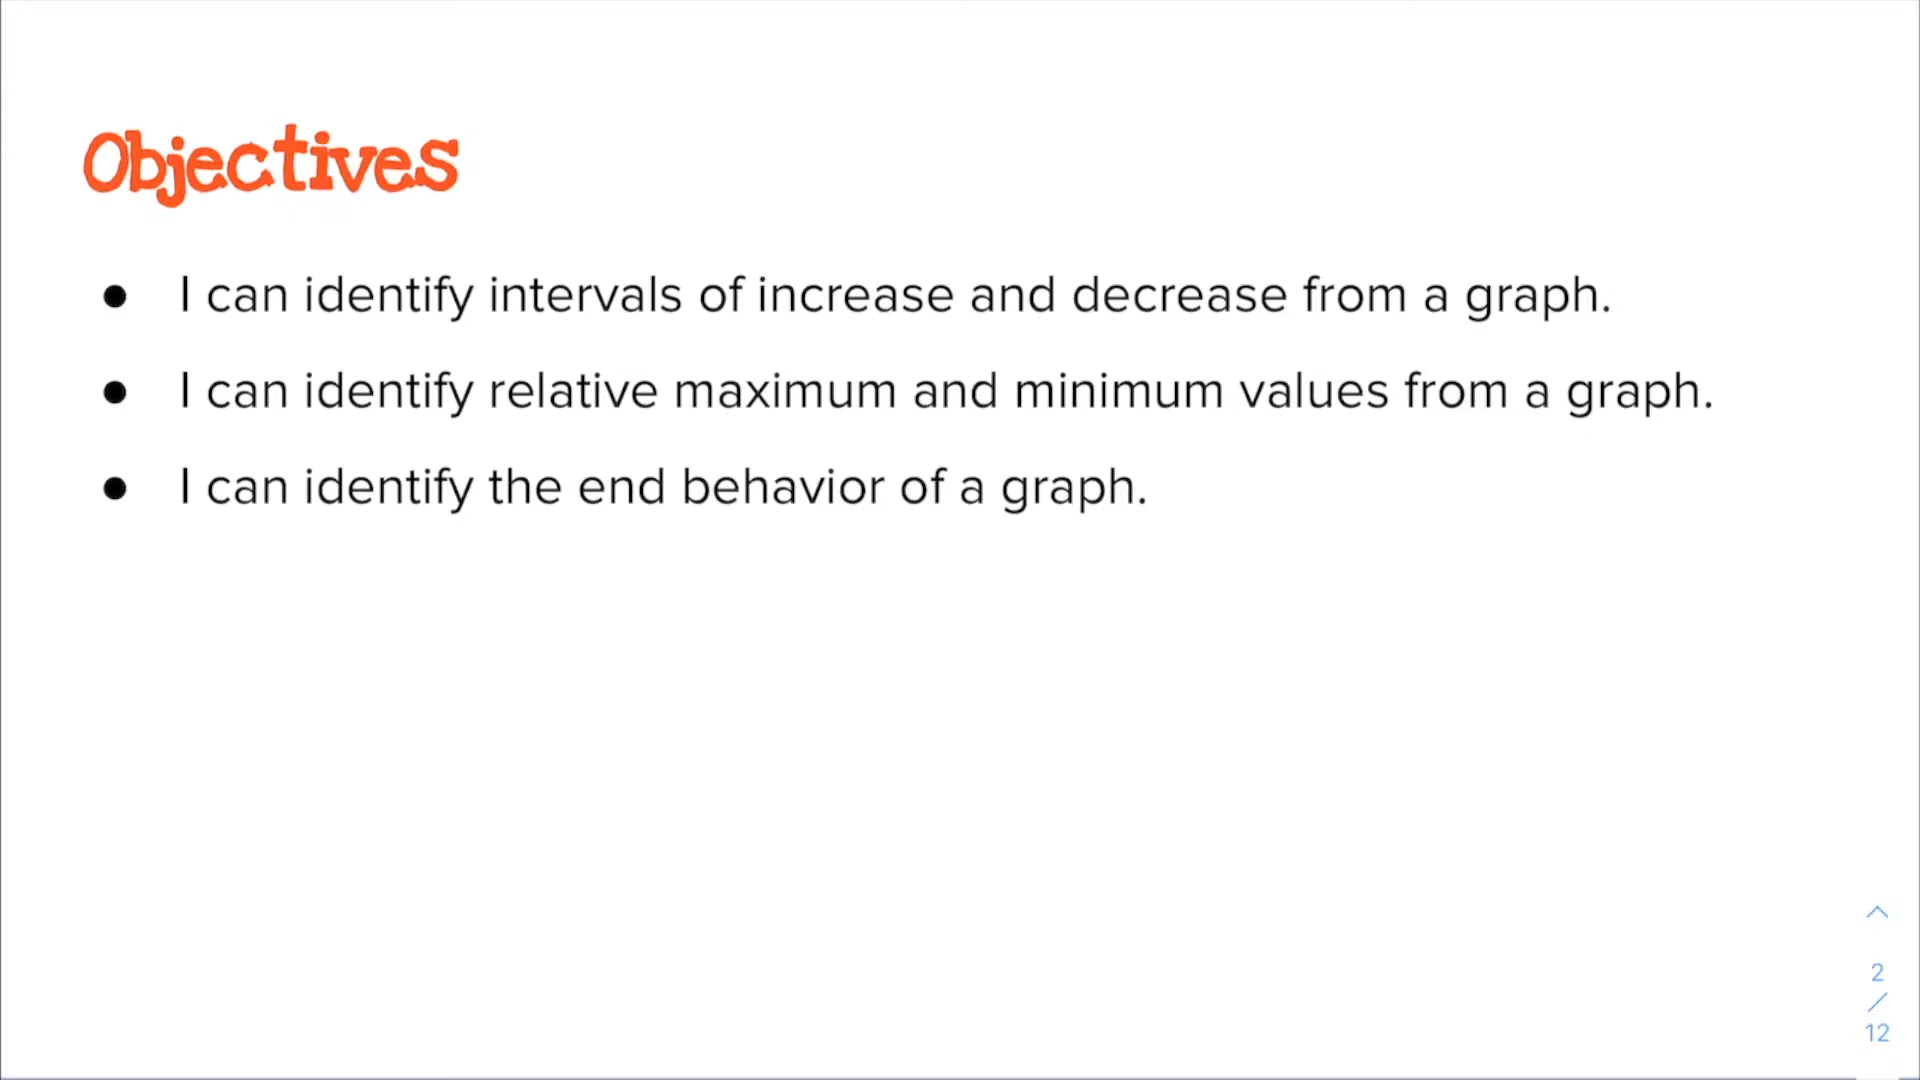 Objectives
● I can identify intervals of increase and decrease from a graph.
● I can identify relative maximum and minimum values from a graph.
● I can identify the end behavior of a graph.
2
/
12